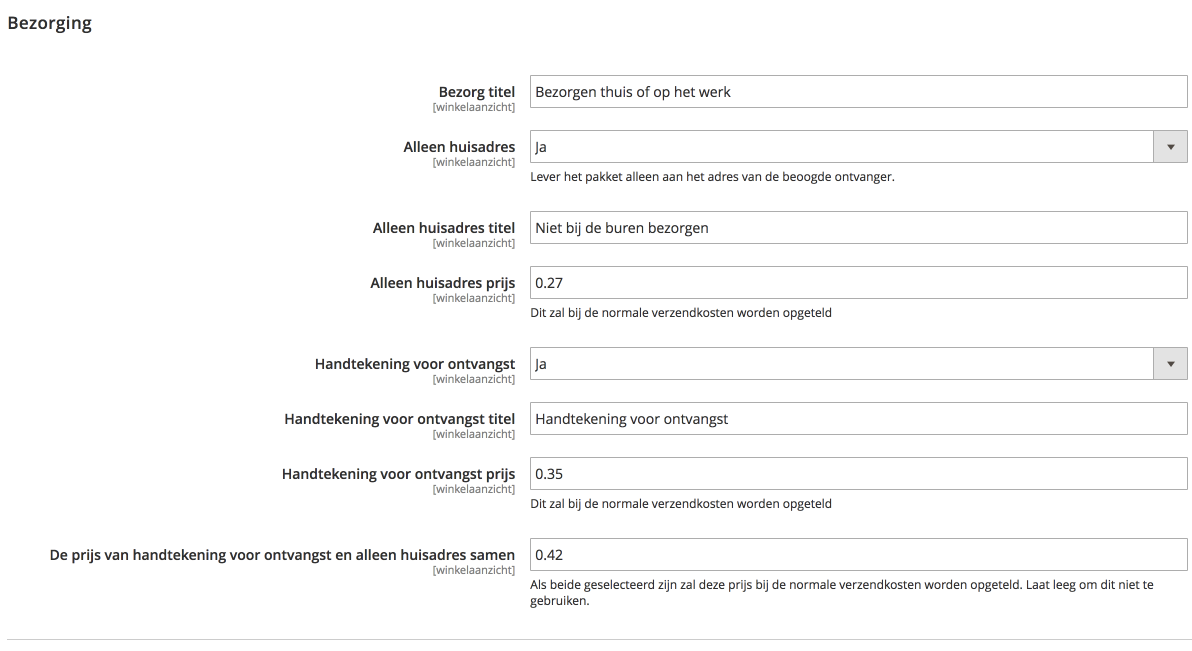 Bezorging
Bezorg titel
[winkelaanzicht]
Bezorgen thuis of op het werk
Alleen huisadres
[winkelaanzicht]
Ja
Lever het pakket alleen aan het adres van de beoogde ontvanger.
Alleen huisadres titel
[winkelaanzicht]
Niet bij de buren bezorgen
Alleen huisadres prijs
[winkelaanzicht]
0.27
Dit zal bij de normale verzendkosten worden opgeteld
Handtekening voor ontvangst
[winkelaanzicht]
Ja
Handtekening voor ontvangst titel
[winkelaanzicht]
Handtekening voor ontvangst
Handtekening voor ontvangst prijs
[winkelaanzicht]
0.35
Dit zal bij de normale verzendkosten worden opgeteld
De prijs van handtekening voor ontvangst en alleen huisadres samen
[winkelaanzicht]
0.42
Als beide geselecteerd zijn zal deze prijs bij de normale verzendkosten worden opgeteld. Laat leeg om dit niet te
gebruiken.